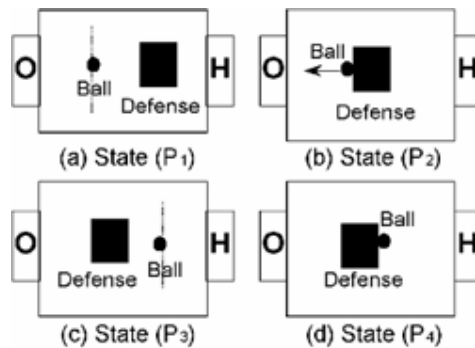 O Ball Defense H
(a) State (P1)
O Ball Defense H
(b) State (P2)
O Defense Ball H
(c) State (P3)
O Ball Defense H
(d) State (P4)